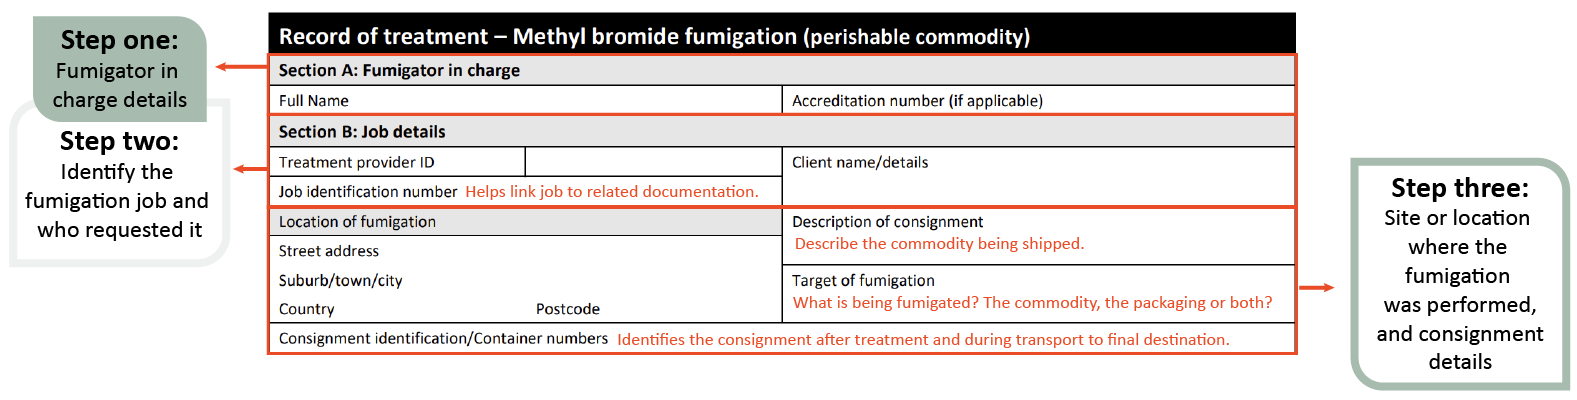 Step one:
Fumigator in
charge details
Step two:
Identify the
fumigation job and
who requested it
Record of treatment – Methyl bromide fumigation (perishable commodity)
Section A: Fumigator in charge
Full Name
Accreditation number (if applicable)
Section B: Job details
Treatment provider ID
Client name/details
Job identification number Helps link job to related documentation.
Location of fumigation
Description of consignment
Describe the commodity being shipped.
Street address
Suburb/town/city
Target of fumigation
What is being fumigated? The commodity, the packaging or both?
Country Postcode
Consignment identification/Container numbers Identifies the consignment after treatment and during transport to final destination.
Step three:
Site or location
where the
fumigation
was performed,
and consignment
details